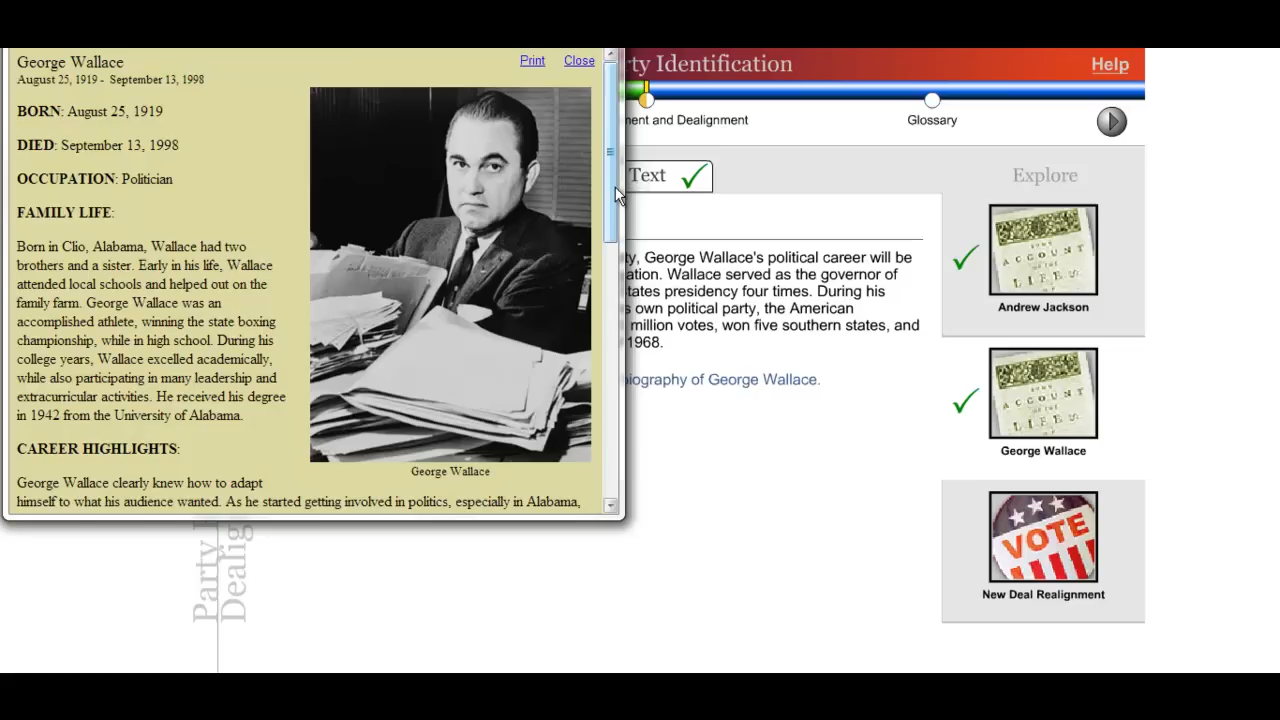 George Wallace
Print Close
August 25, 1919 - September 13, 1998
BORN: August 25, 1919
DIED: September 13, 1998
OCCUPATION: Politician
FAMILY LIFE:
Born in Clio, Alabama, Wallace had two
brothers and a sister. Early in his life, Wallace
attended local schools and helped out on the
family farm. George Wallace was an
accomplished athlete, winning the state boxing
championship, while in high school. During his
college years, Wallace excelled academically,
while also participating in many leadership and
extracurricular activities. He received his degree
in 1942 from the University of Alabama.
CAREER HIGHLIGHTS:
George Wallace clearly knew how to adapt
himself to what his audience wanted. As he started getting involved in politics, especially in Alabama,
George Wallace
rty Identification
Help
ment and Dealignment
Glossary
Text
ty, George Wallace's political career will be
ation. Wallace served as the governor of
tates presidency four times. During his
s own political party, the American
million votes, won five southern states, and
1968.
biography of George Wallace.
Explore
Andrew Jackson
George Wallace
VOTE
New Deal Realignment
Party
Dealig